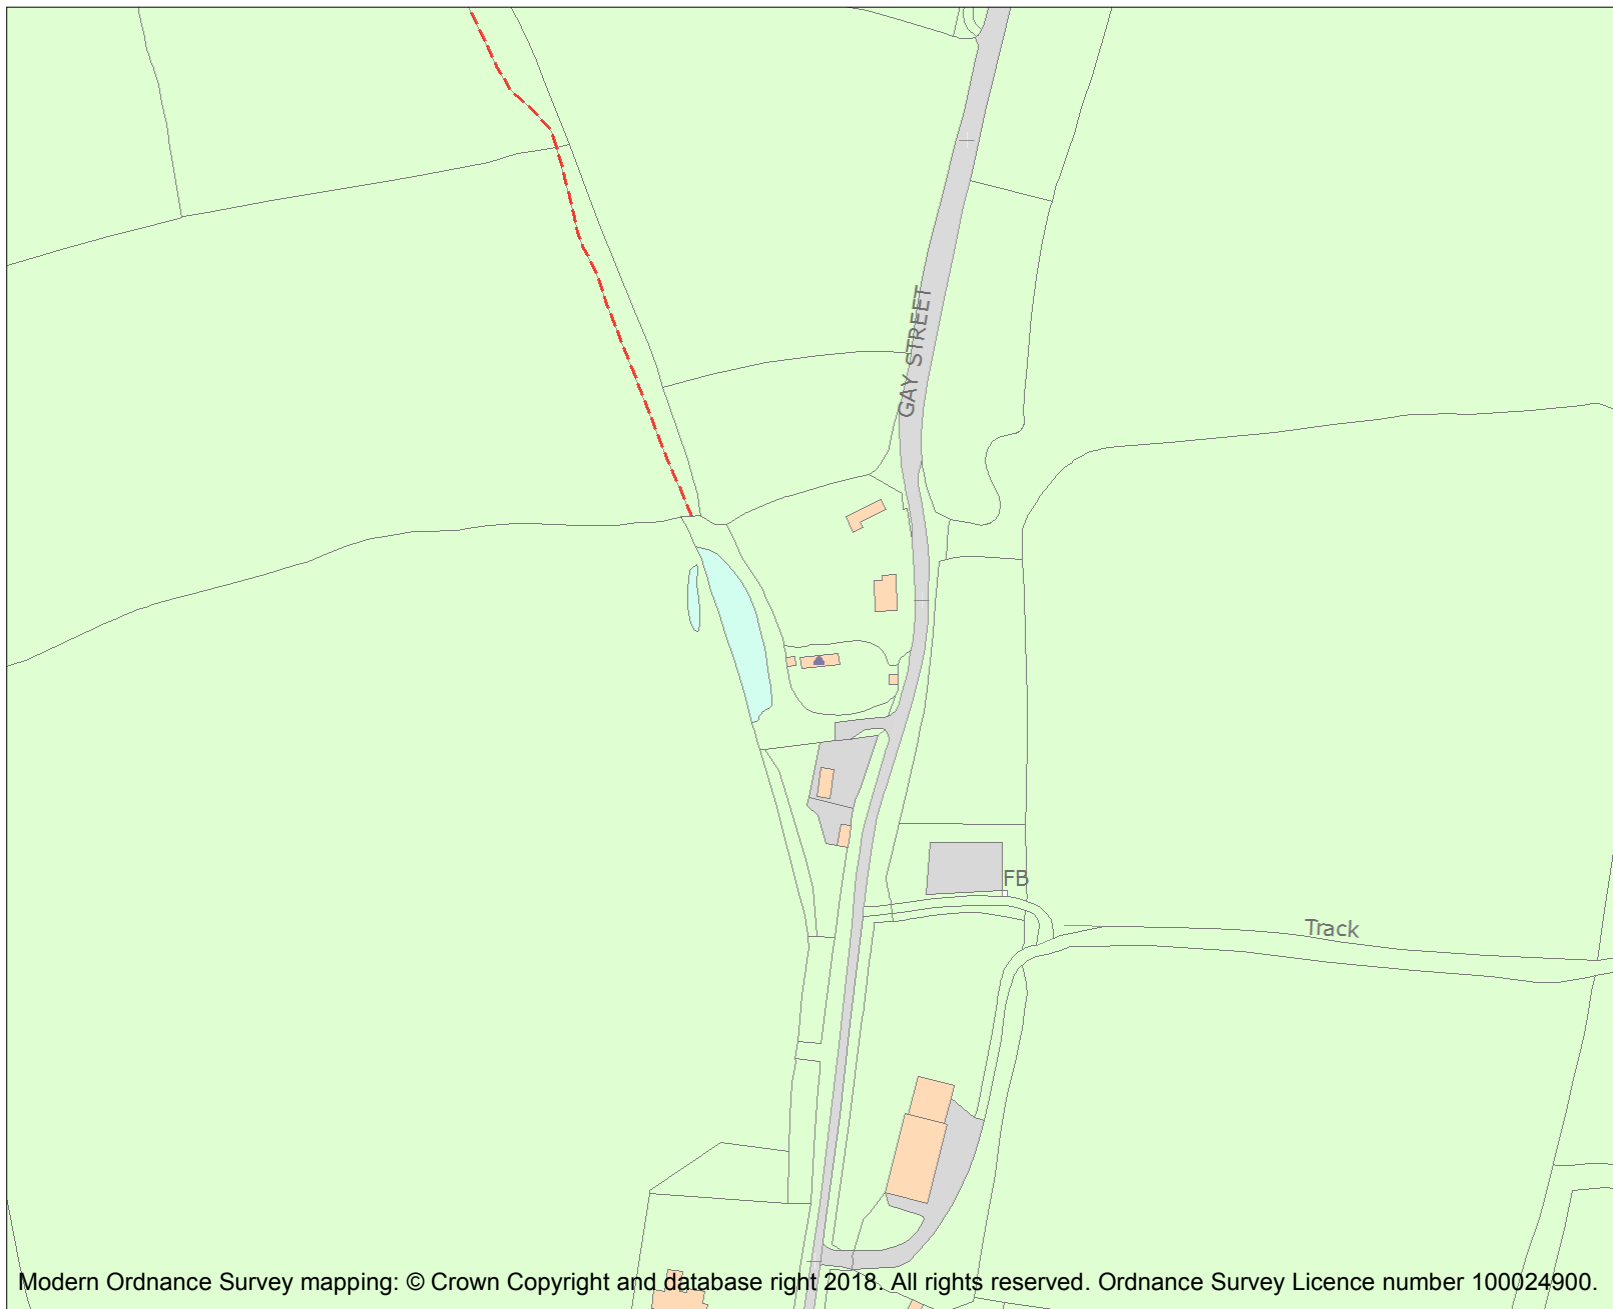 GAY STREET
FB
Track
Modern Ordnance Survey mapping: © Crown Copyright and database right 2018. All rights reserved. Ordnance Survey Licence number 100024900.